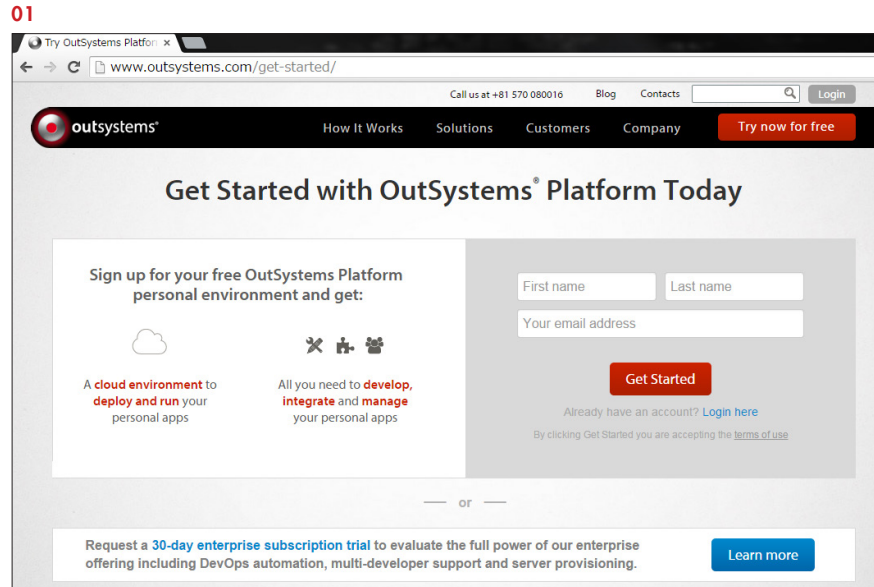 01
Try OutSystems Platfor
www.outsystems.com/get-started/
Call us at +81 570 080016 Blog Contacts Login
outsystems® How It Works Solutions Customers Company Try now for free
Get Started with OutSystems® Platform Today
Sign up for your free OutSystems Platform
personal environment and get:
A cloud environment to
deploy and run your
personal apps
All you need to develop,
integrate and manage
your personal apps
First name Last name
Your email address
Get Started
Already have an account? Login here
By clicking Get Started you are accepting the terms of use
or
Request a 30-day enterprise subscription trial to evaluate the full power of our enterprise
offering including DevOps automation, multi-developer support and server provisioning.
Learn more